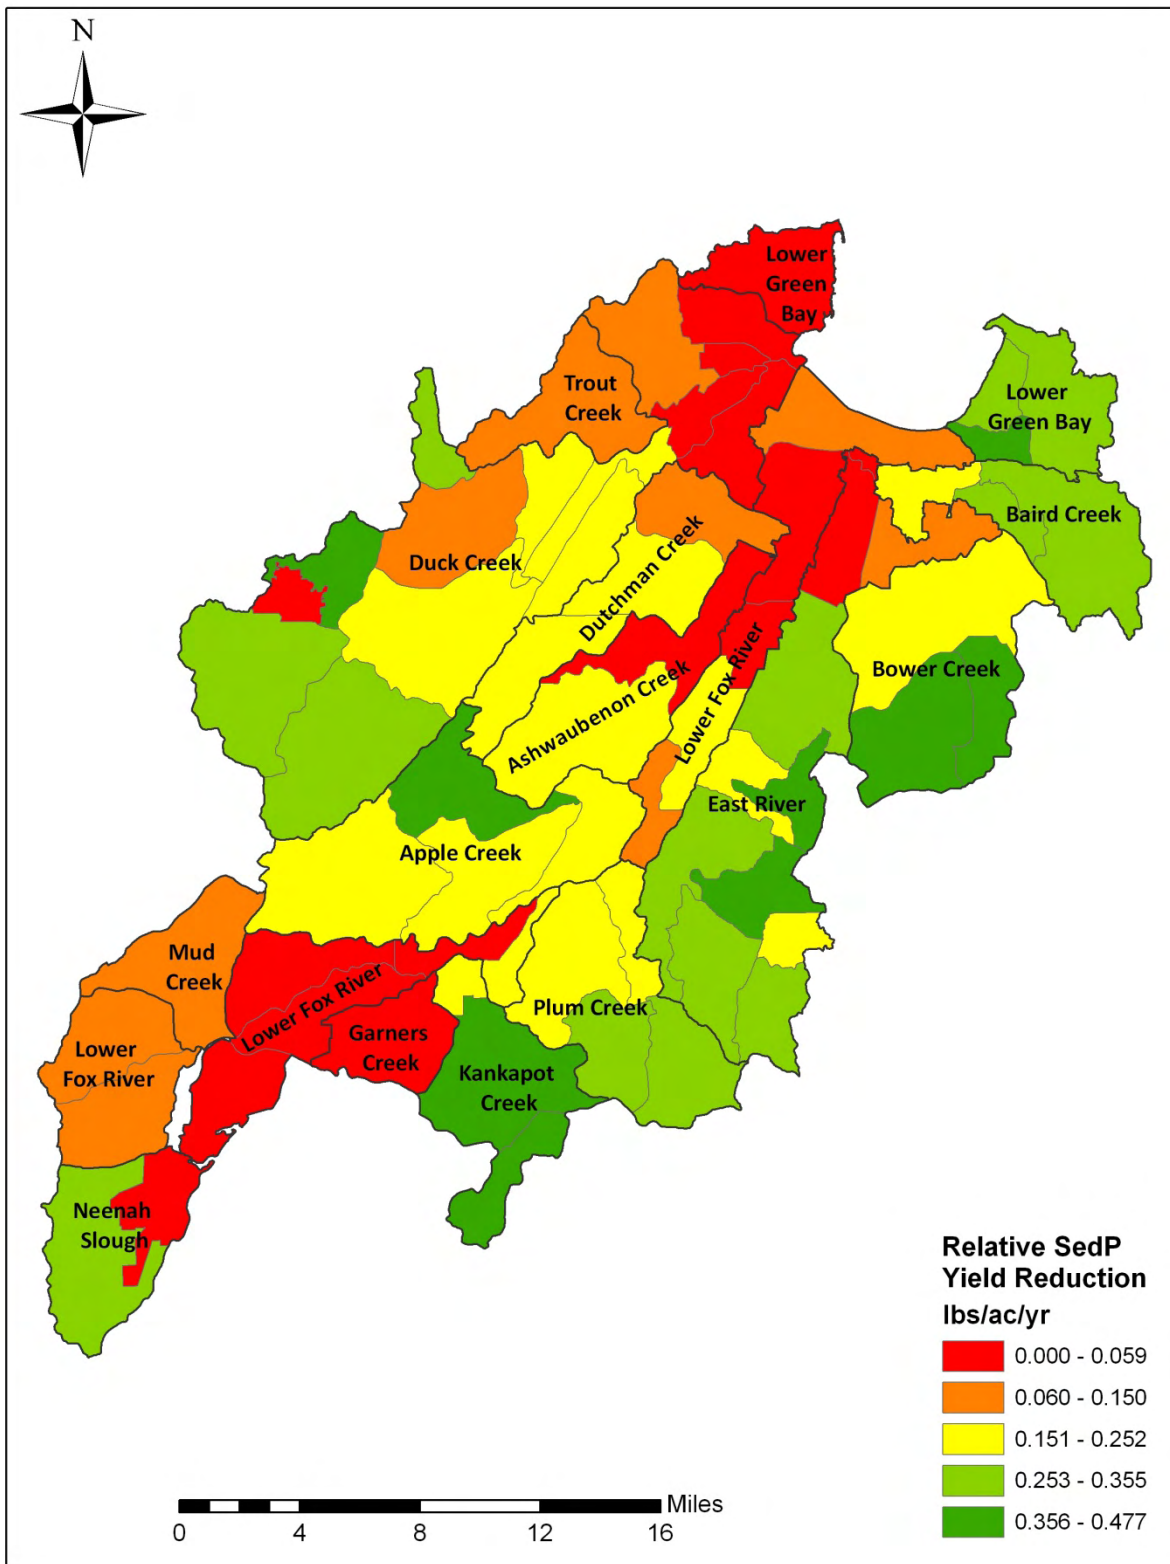 N
Lower
Green
Bay
Trout
Creek
Lower
Green Bay
Baird Creek
Duck Creek
Dutchman Creek
Bower Creek
Lower Fox River
Ashwaubenon Creek
East River
Apple Creek
Mud
Creek
Lower Fox River
Plum Creek
Garners
Creek
Lower
Fox River
Kankapot
Creek
Neenah
Slough
Relative SedP
Yield Reduction
lbs/ac/yr
0.000 - 0.059
0.060 - 0.150
0.151 - 0.252
0.253 - 0.355
0.356 - 0.477
Miles
0 4 8 12 16